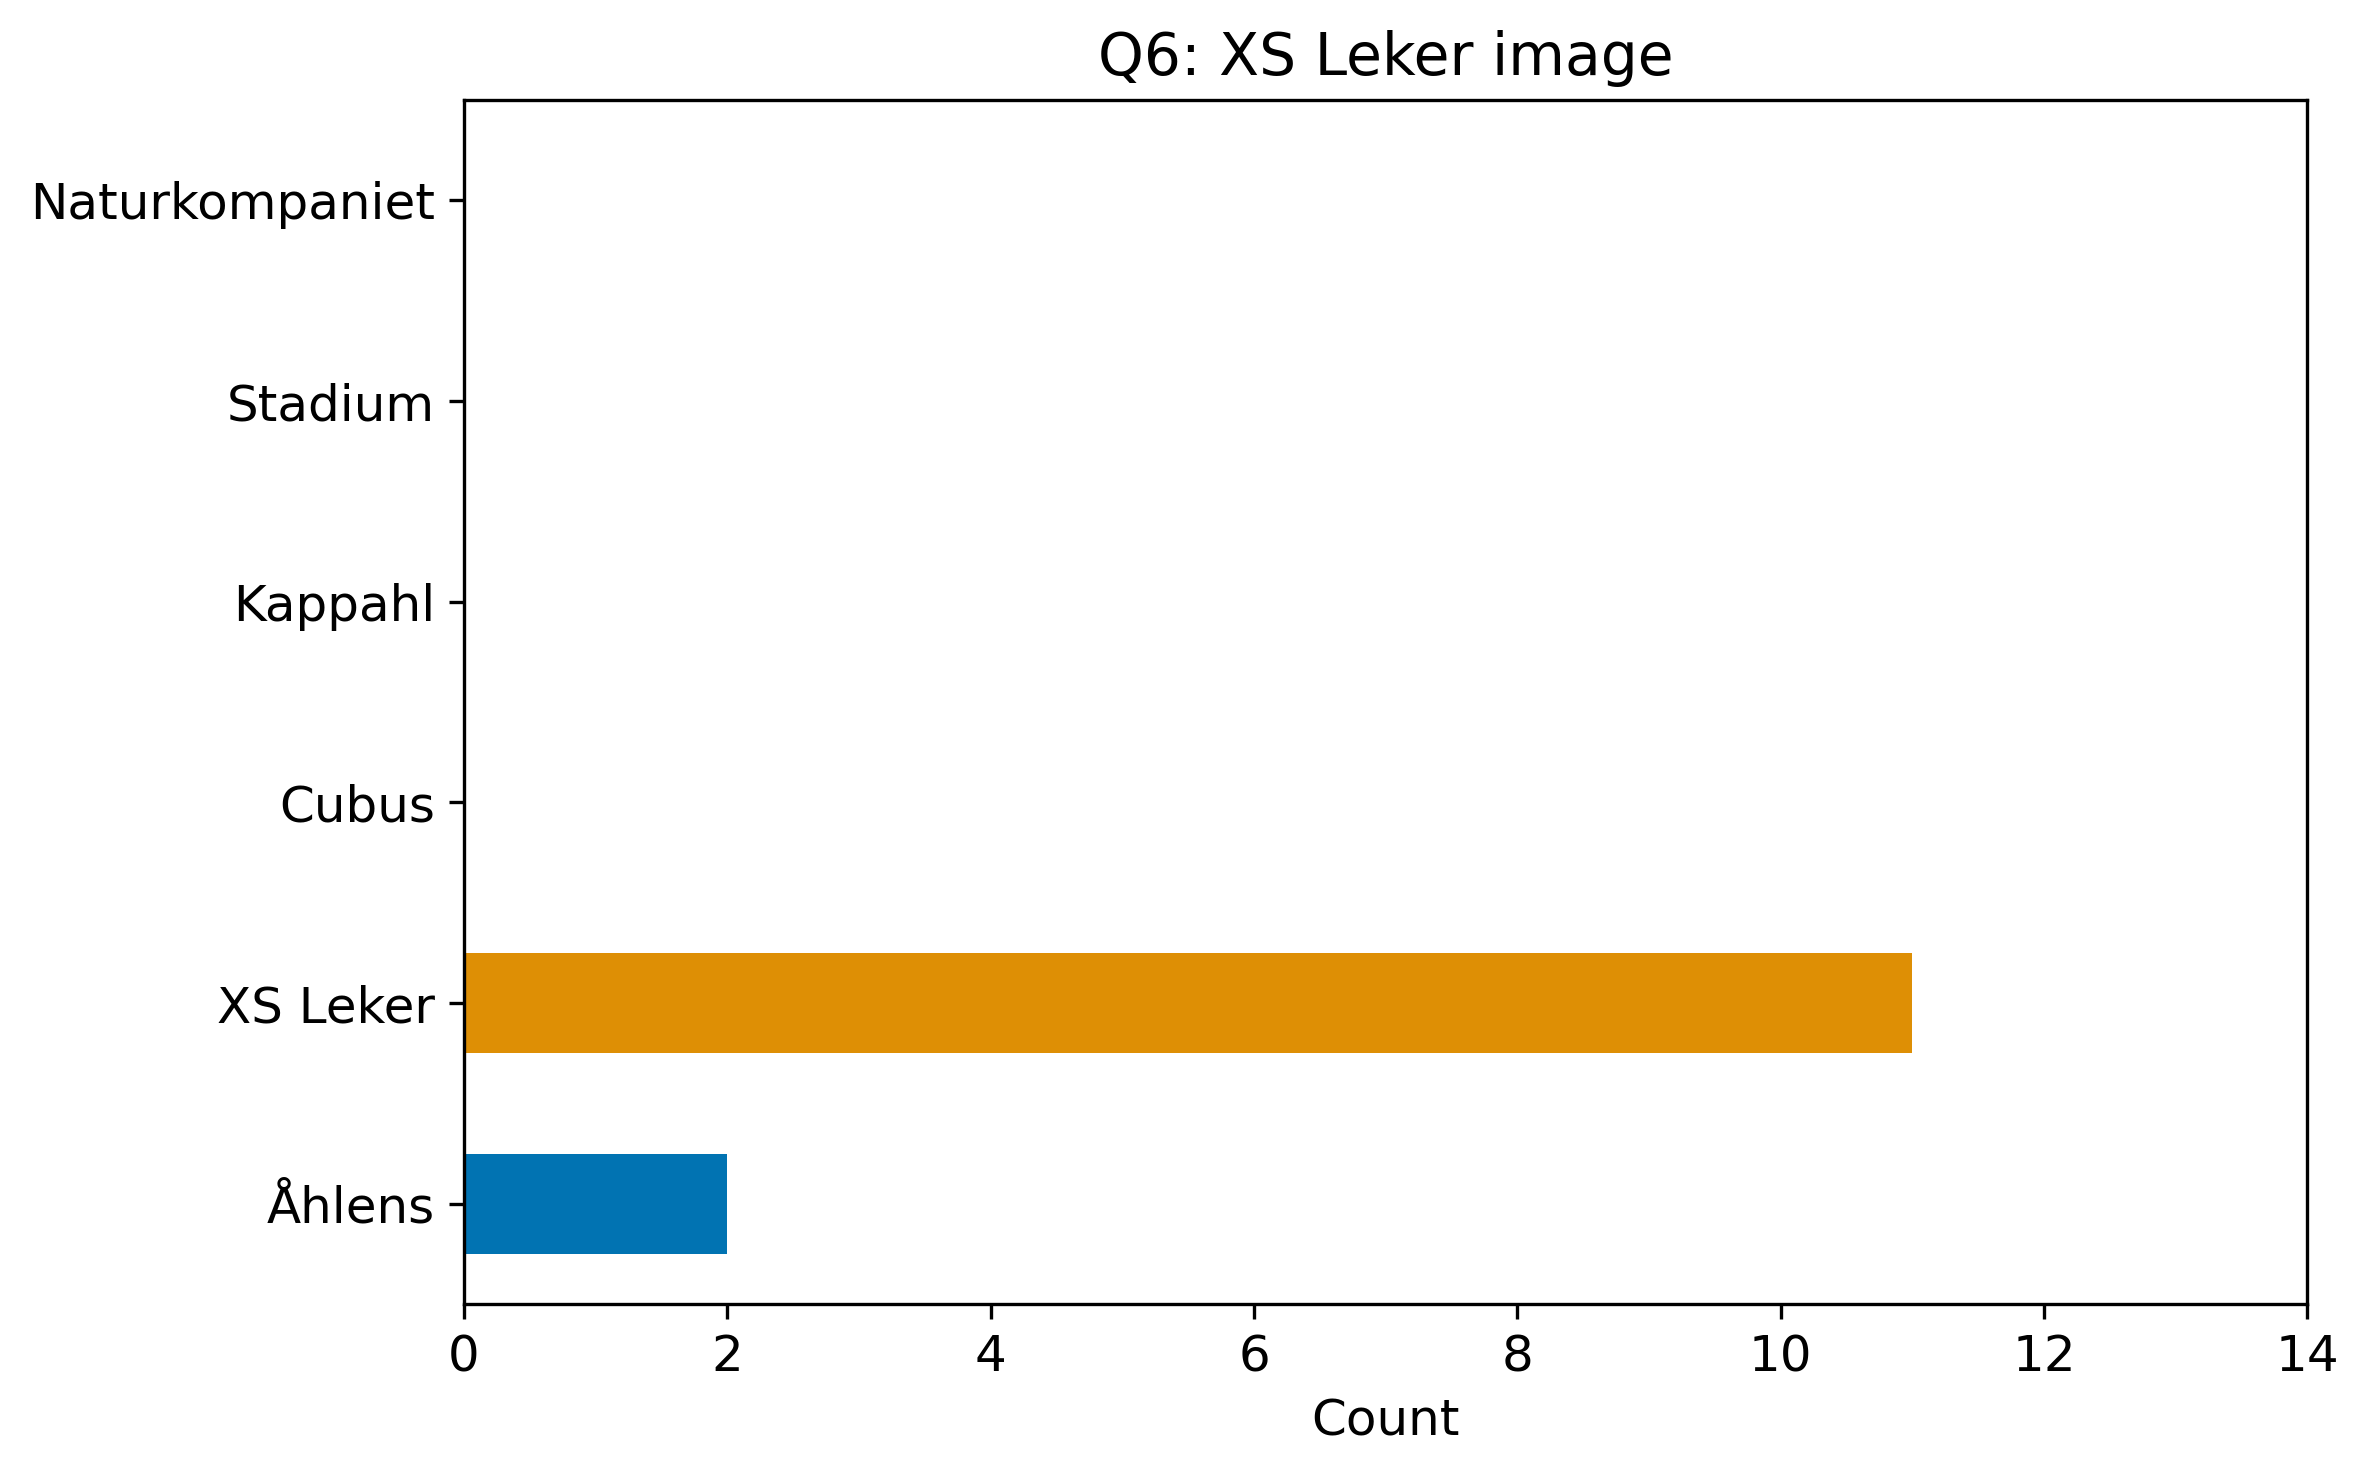 Q6: XS Leker image
Naturkompaniet
Stadium
Kappahl
Cubus
XS Leker
Åhlens
0 2 4 6 8 10 12 14
Count